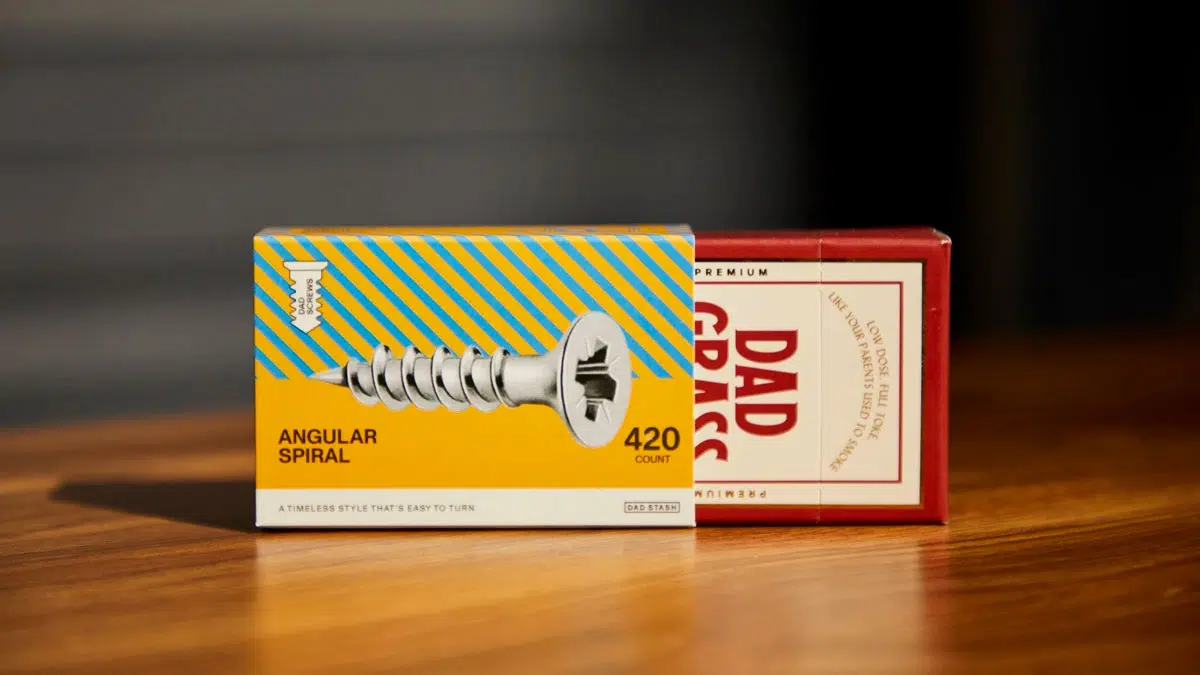 DAD
SCREWS
ANGULAR
SPIRAL
420
COUNT
A TIMELESS STYLE THAT'S EASY TO TURN
DAD STASH
PREMIUM
DAD
GRASS
LOW DOSE. FULL TOKE.
LIKE YOUR PARENTS USED TO SMOKE
PREMIUM